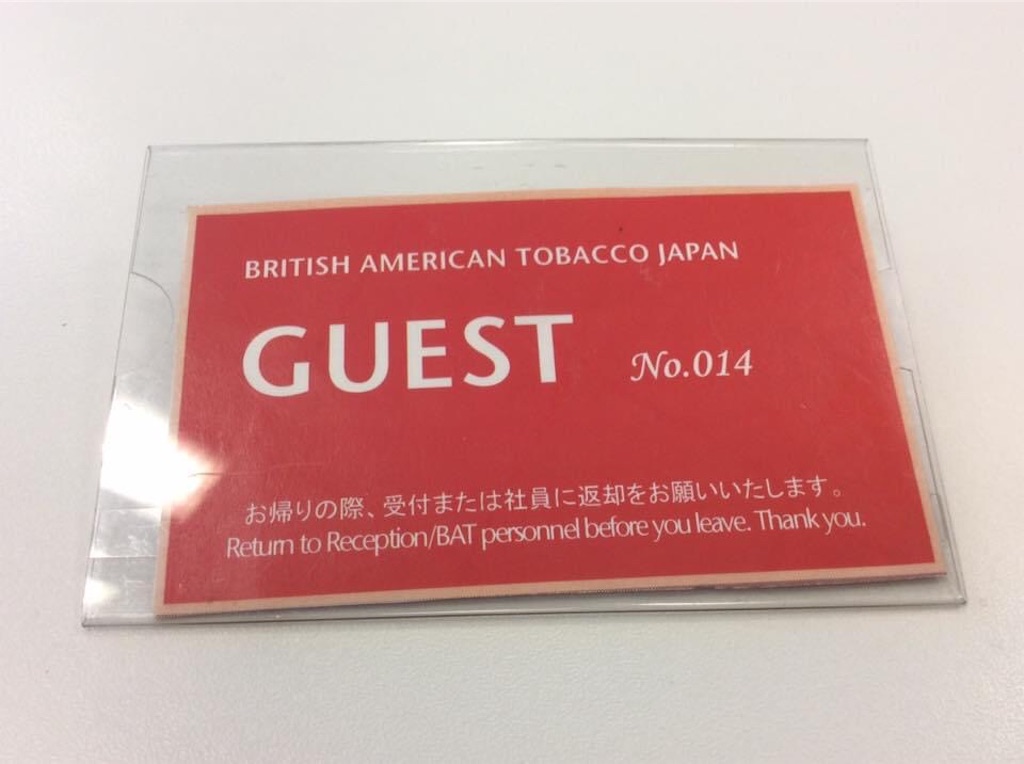 BRITISH AMERICAN TOBACCO JAPAN
GUEST No.014
お帰りの際、受付または社員に返却をお願いいたします。
Return to Reception/BAT personnel before you leave. Thank you.